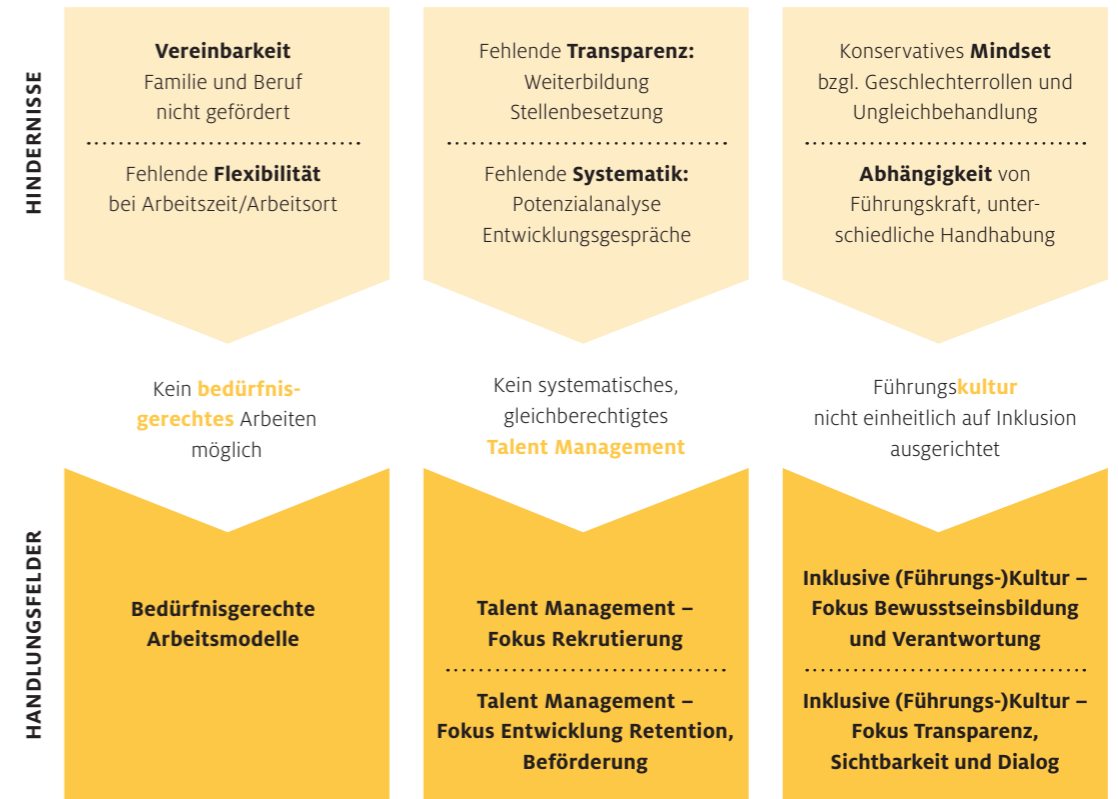 HINDERNISSE
Vereinbarkeit
Familie und Beruf
nicht gefördert
Fehlende Flexibilität
bei Arbeitszeit/Arbeitsort
Fehlende Transparenz:
Weiterbildung
Stellenbesetzung
Fehlende Systematik:
Potenzialanalyse
Entwicklungsgespräche
Konservatives Mindset
bzgl. Geschlechterrollen und
Ungleichbehandlung
Abhängigkeit von
Führungskraft, unter-
schiedliche Handhabung
Kein bedürfnis-
gerechtes Arbeiten
möglich
Kein systematisches,
gleichberechtigtes
Talent Management
Führungskultur
nicht einheitlich auf Inklusion
ausgerichtet
HANDLUNGSFELDER
Bedürfnisgerechte
Arbeitsmodelle
Talent Management –
Fokus Rekrutierung
Talent Management –
Fokus Entwicklung Retention,
Beförderung
Inklusive (Führungs-)Kultur –
Fokus Bewusstseinsbildung
und Verantwortung
Inklusive (Führungs-)Kultur –
Fokus Transparenz,
Sichtbarkeit und Dialog